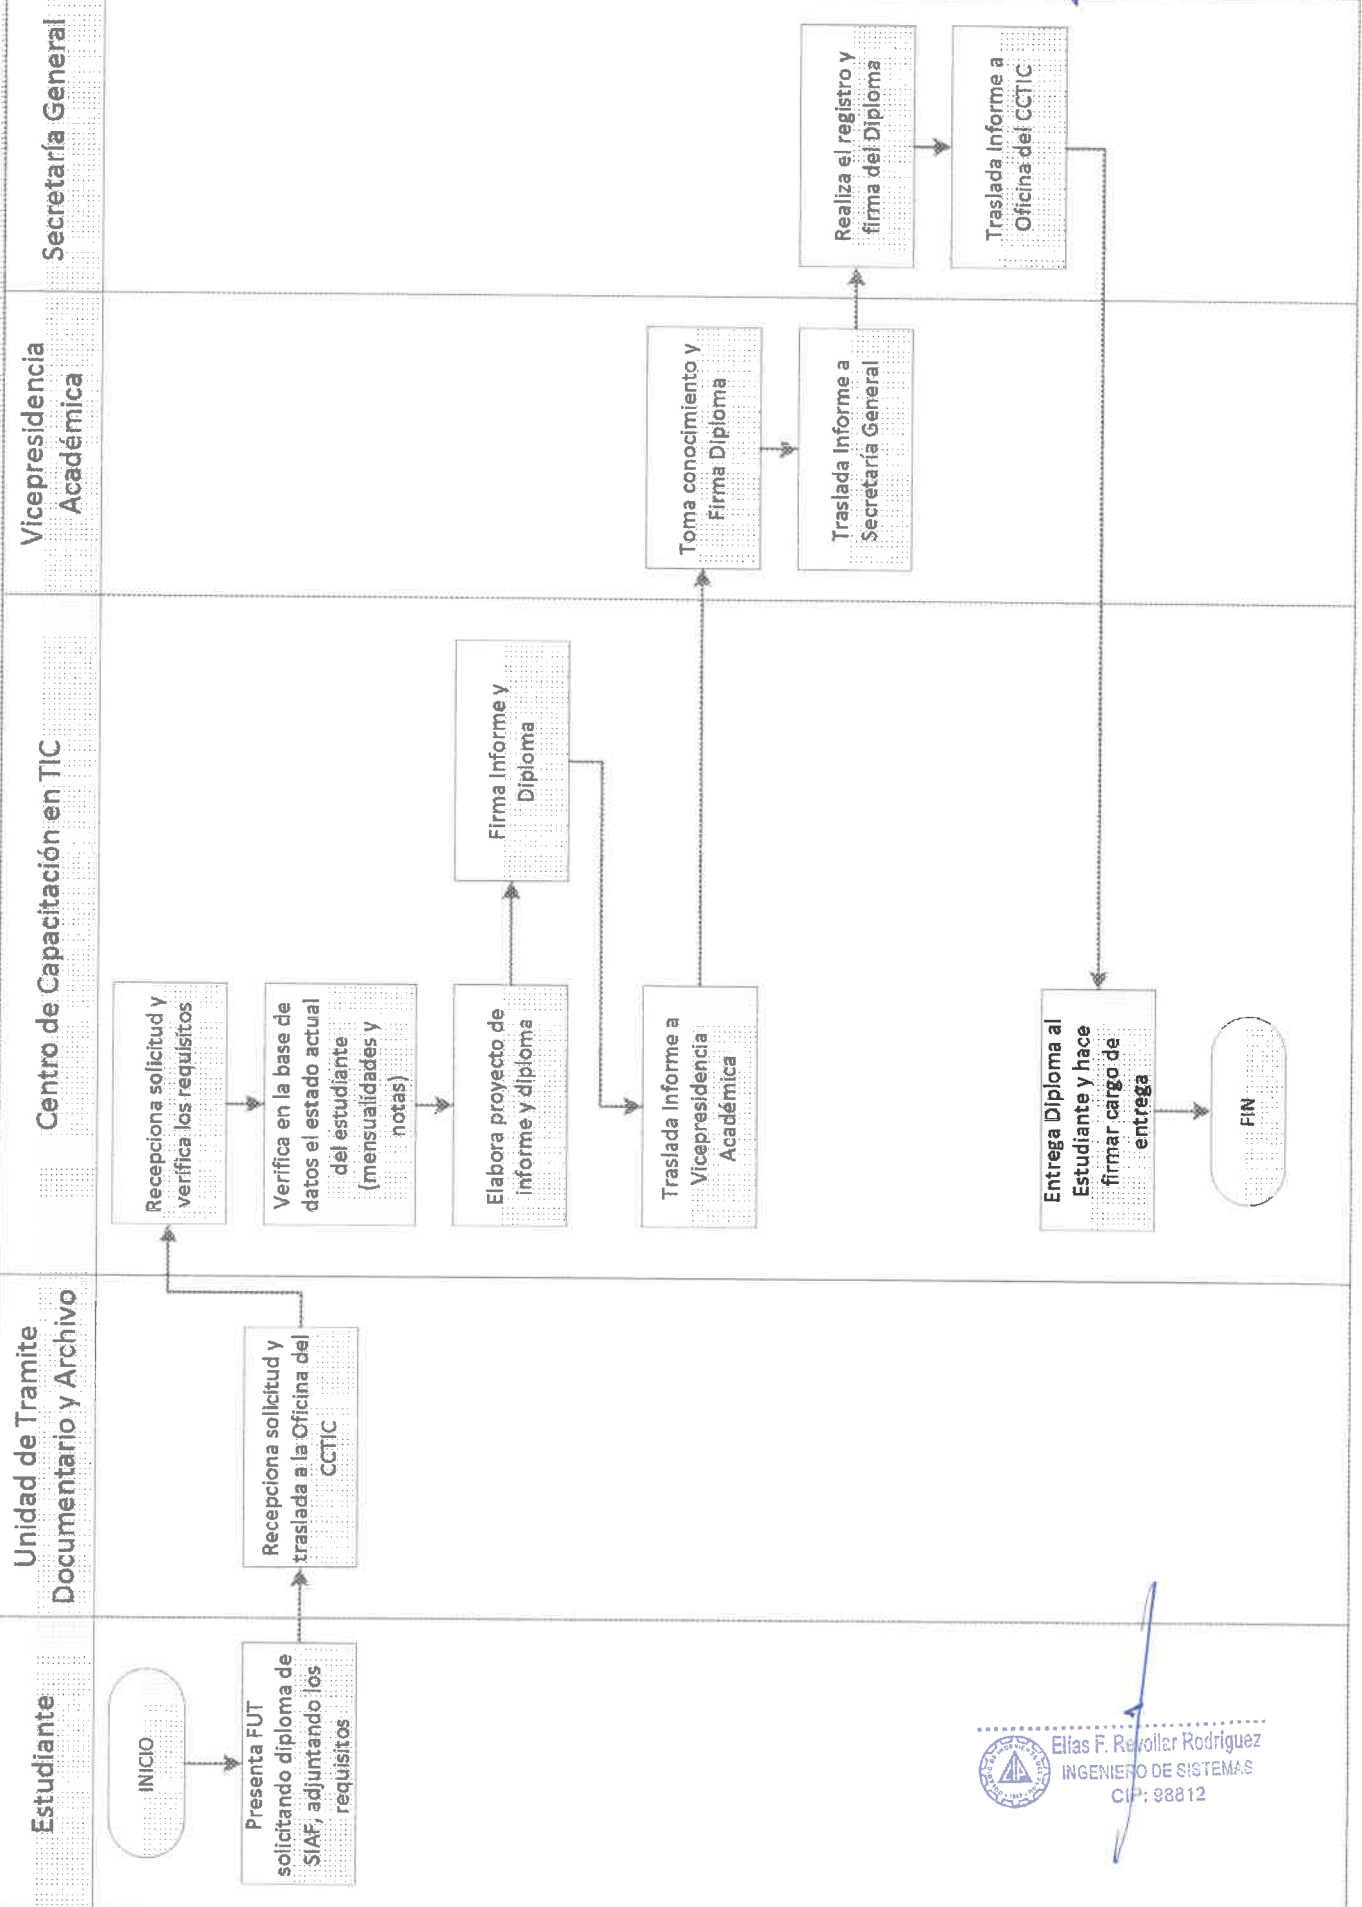 Estudiante
Unidad de Tramite
Documentario y Archivo
Centro de Capacitación en TIC
Vicepresidencia
Académica
Secretaría General
INICIO
Presenta FUT
solicitando diploma de
SIAF, adjuntando los
requisitos
Recepciona solicitud y
traslada a la Oficina del
CCTIC
Recepciona solicitud y
verifica los requisitos
Verifica en la base de
datos el estado actual
del estudiante
(mensualidades y
notas)
Elabora proyecto de
informe y diploma
Firma Informe y
Diploma
Traslada Informe a
Vicepresidencia
Académica
Toma conocimiento y
Firma Diploma
Traslada Informe a
Secretaría General
Realiza el registro y
firma del Diploma
Traslada Informe a
Oficina del CCTIC
Entrega Diploma al
Estudiante y hace
firmar cargo de
entrega
FIN
Elias F. Revollar Rodríguez
INGENIERO DE SISTEMAS
CIP: 98812